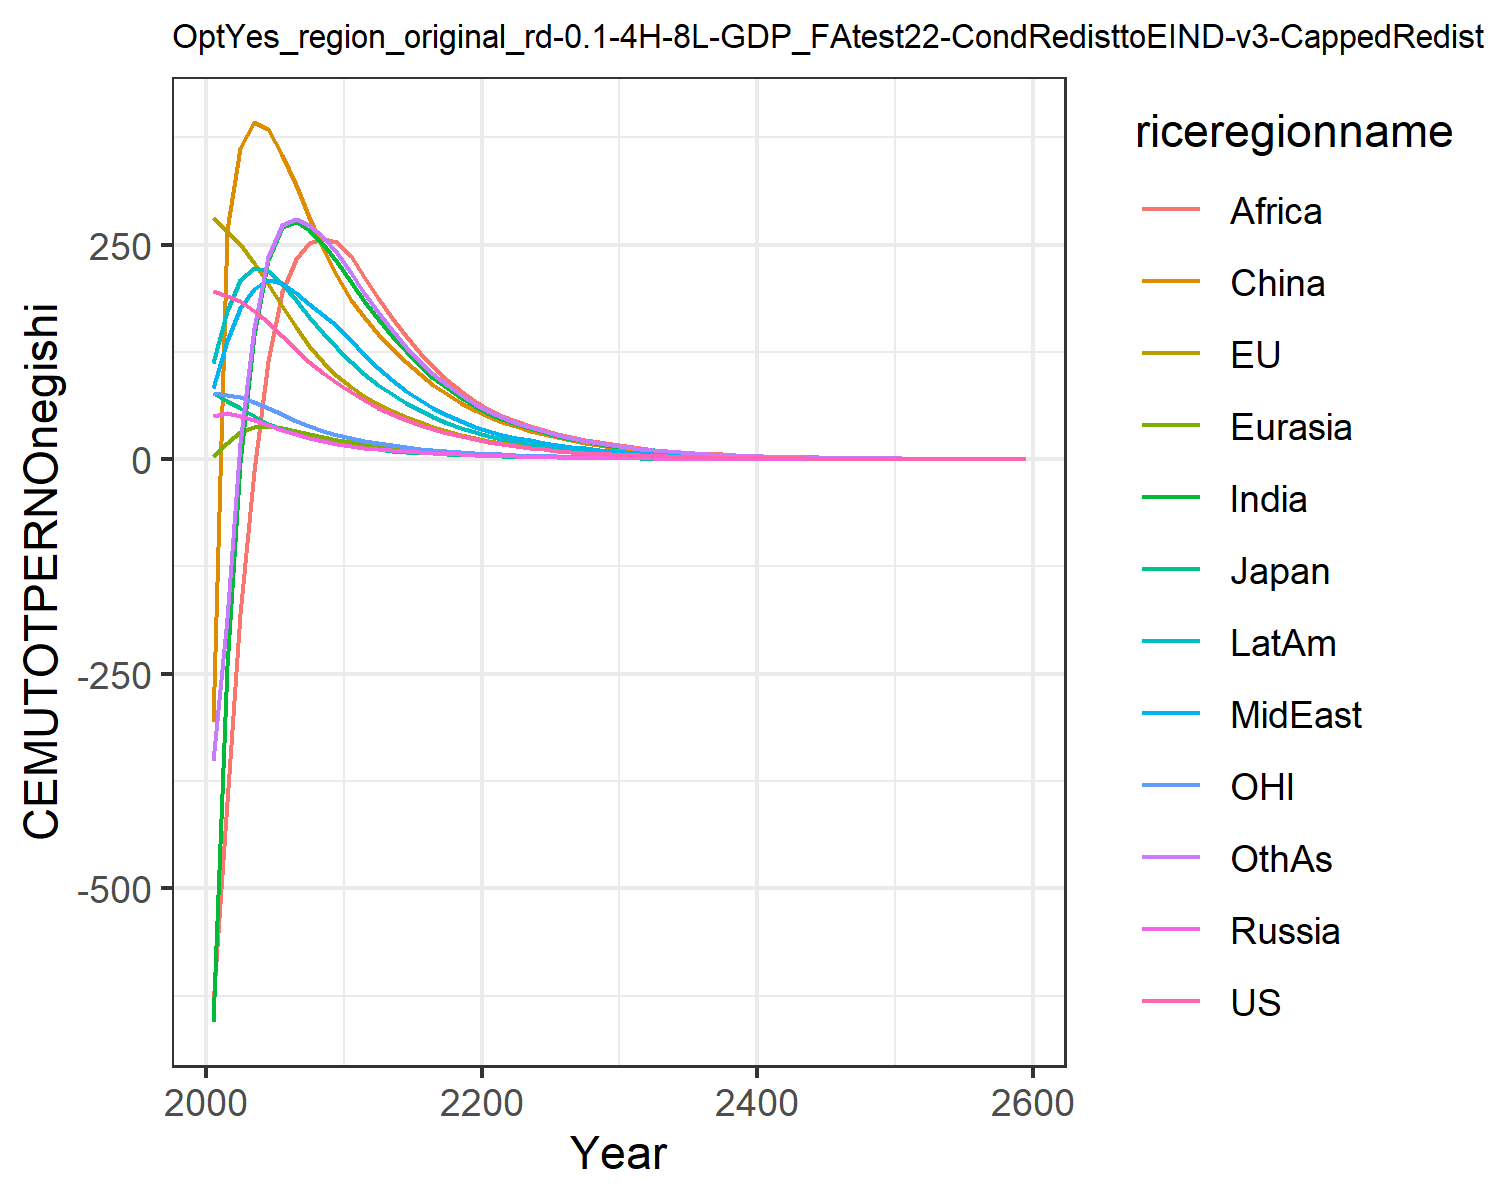 OptYes_region_original_rd-0.1-4H-8L-GDP_FAtest22-CondRedisttoEIND-v3-CappedRedist
CEMUTOTPERNOnegishi
250
0
-250
-500
2000 2200 2400 2600
Year
riceregionname
Africa
China
EU
Eurasia
India
Japan
LatAm
MidEast
OHI
OthAs
Russia
US